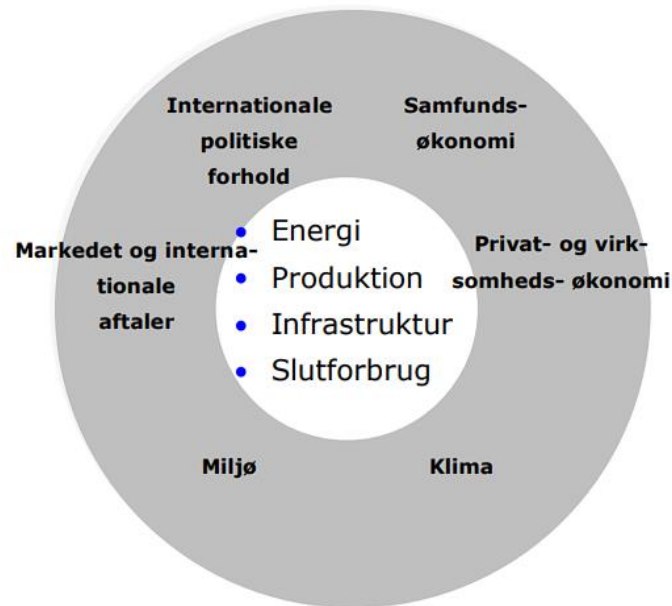 Internationale
politiske
forhold
Samfunds-
økonomi
Markedet og interna-
tionale
aftaler
• Energi
• Produktion
• Infrastruktur
• Slutforbrug
Privat- og virk-
somheds- økonomi
Miljø
Klima